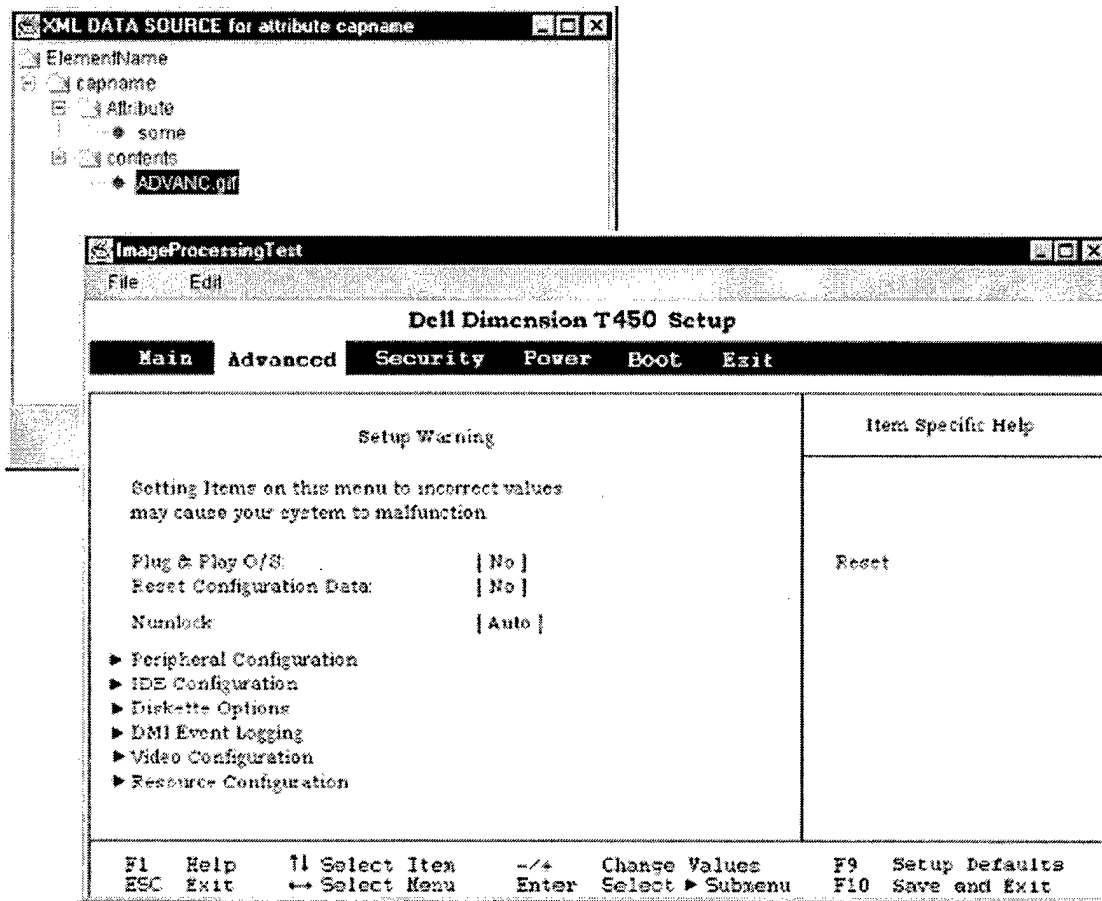 XML DATA SOURCE for attribute capname
ElementName
capname
Attribute
some
contents
ADVANC.gif
ImageProcessingTest
File Edit
Dell Dimension T450 Setup
Main Advanced Security Power Boot Exit
Setup Warning
Item Specific Help
Setting Items on this menu to incorrect values
may cause your system to malfunction
Plug & Play O/S: [ No ]
Reset
Reset Configuration Data: [ No ]
Numlock [ Auto ]
▶ Peripheral Configuration
▶ IDE Configuration
▶ Diskette Options
▶ DMI Event Logging
▶ Video Configuration
▶ Resource Configuration
F1 Help ↑↓ Select Item -/+ Change Values F9 Setup Defaults
ESC Exit ↔ Select Menu Enter Select ▶ Submenu F10 Save and Exit